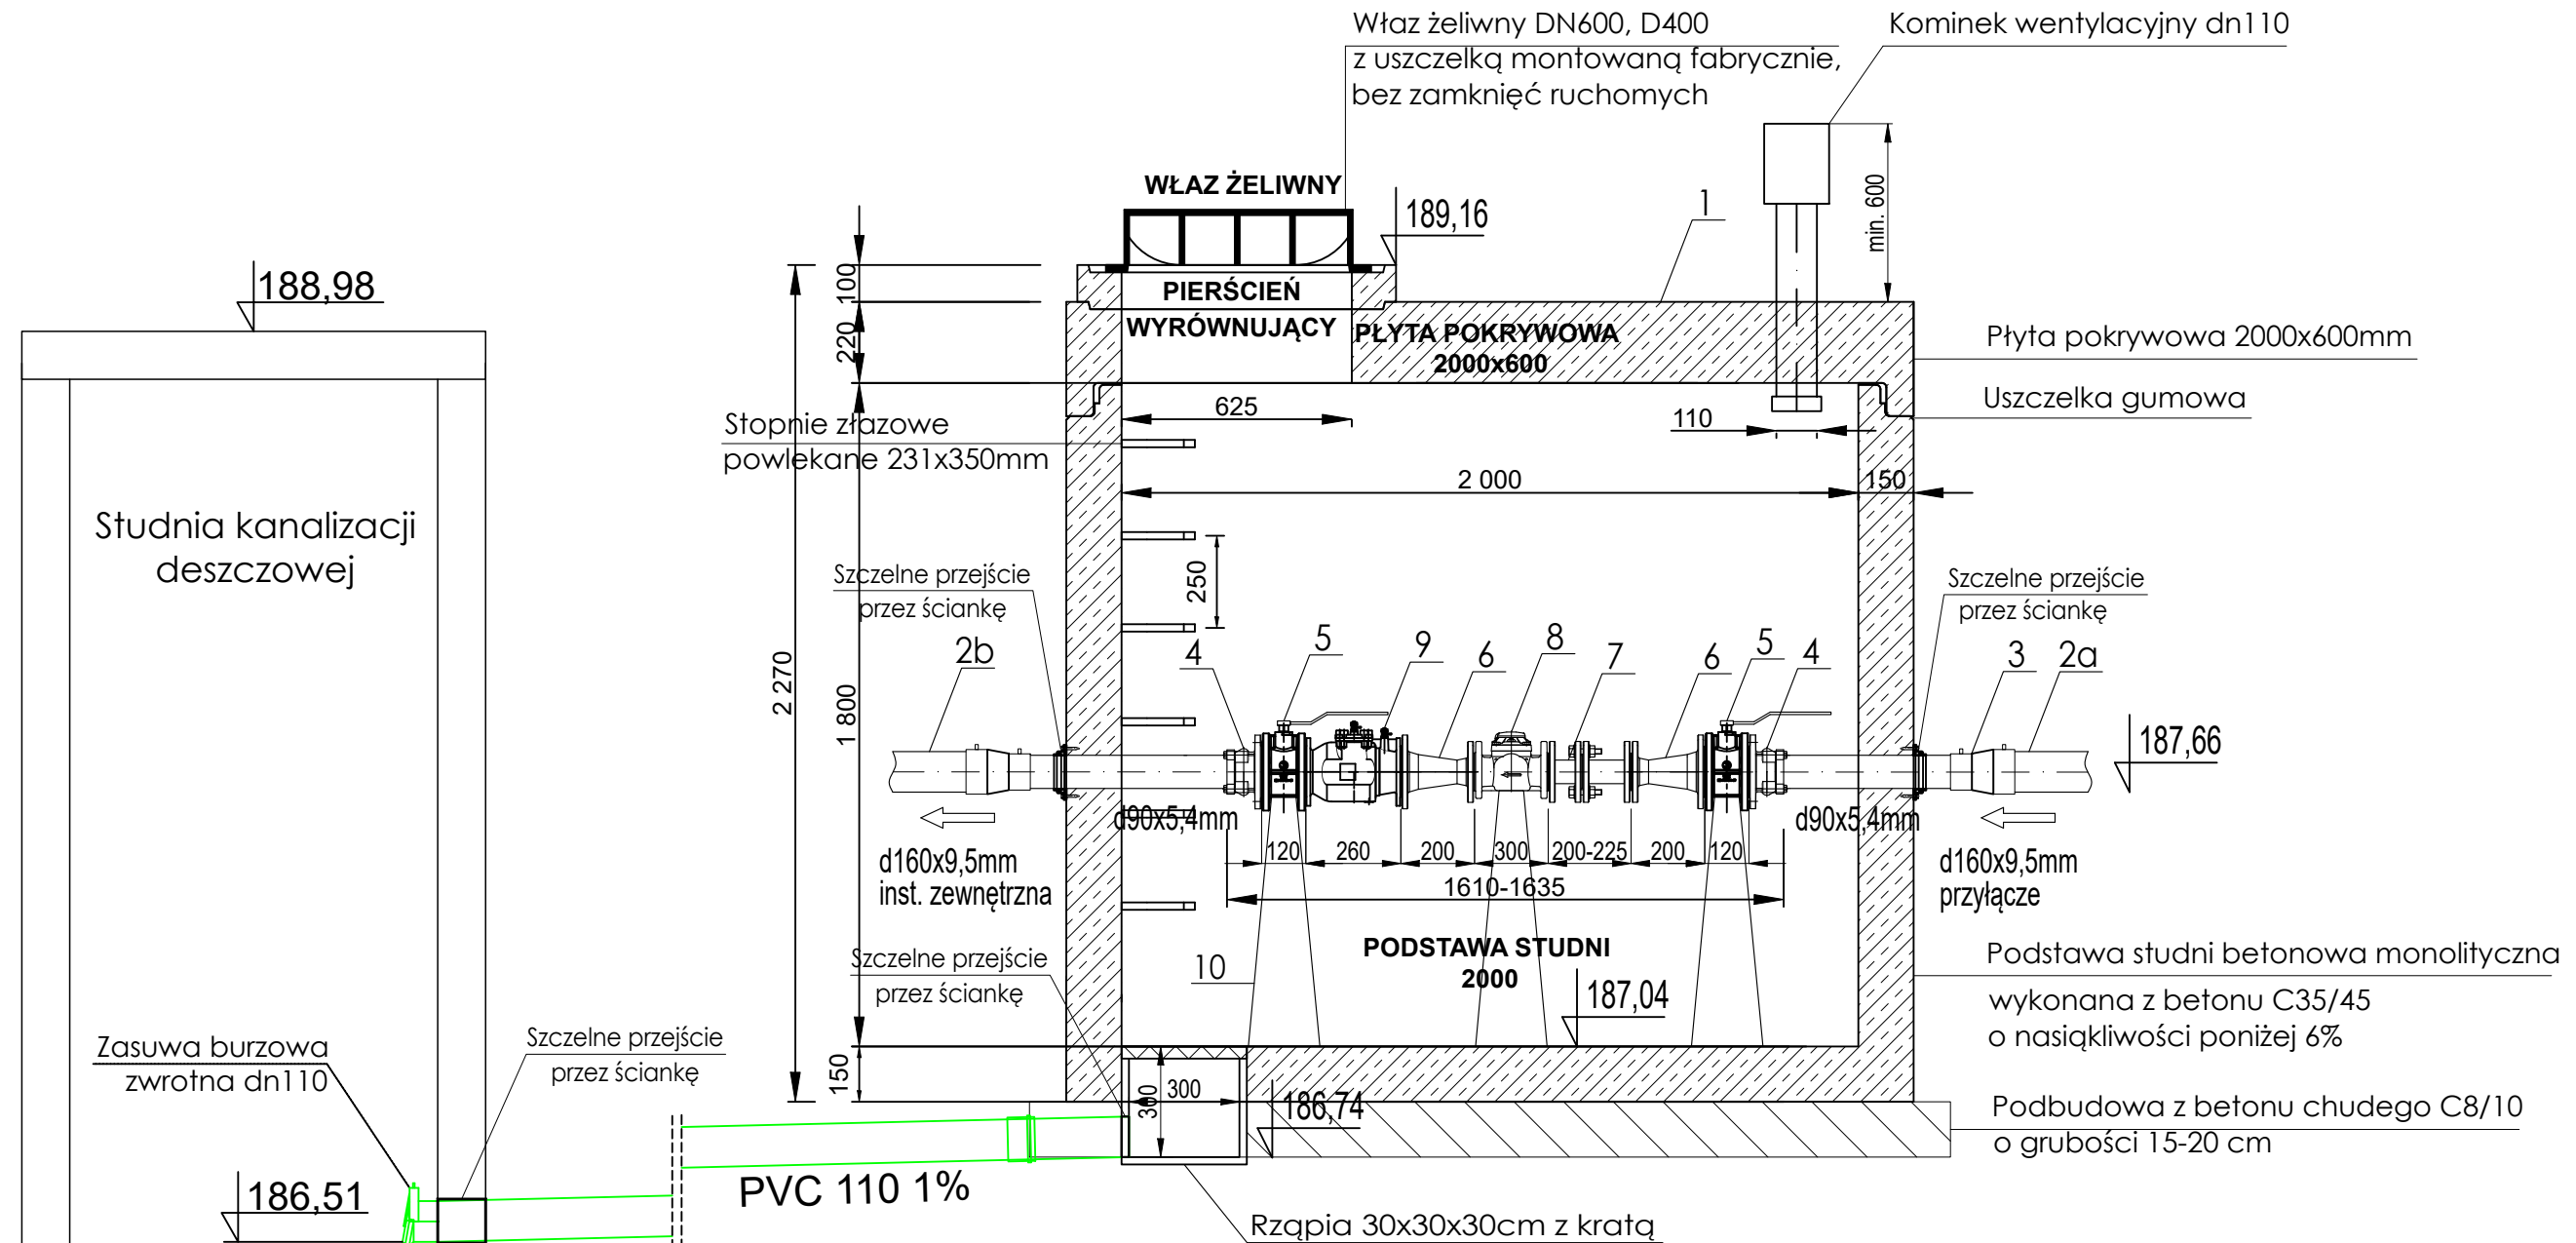 Właz żeliwny DN600, D400
z uszczelką montowaną fabrycznie,
bez zamknięć ruchomych
Kominek wentylacyjny dn110
WŁAZ ŻELIWNY
189,16
1
min. 600
188,98
100
PIERŚCIEŃ
WYRÓWNUJĄCY
220
PŁYTA POKRYWOWA
2000x600
Płyta pokrywowa 2000x600mm
Uszczelka gumowa
625
110
Stopnie złazowe
powlekane 231x350mm
2 000
150
Studnia kanalizacji
deszczowej
Szczelne przejście
przez ściankę
250
Szczelne przejście
przez ściankę
2b
4
5
9
6
8
7
6
5
4
3
2a
2 270
1 800
187,66
d90x5,4mm
d90x5,4mm
120
260
200
300
200-225
200
120
d160x9,5mm
inst. zewnętrzna
1610-1635
d160x9,5mm
przyłącze
PODSTAWA STUDNI
2000
Szczelne przejście
przez ściankę
10
187,04
Podstawa studni betonowa monolityczna
wykonana z betonu C35/45
o nasiąkliwości poniżej 6%
Zasuwa burzowa
zwrotna dn110
Szczelne przejście
przez ściankę
150
300
300
186,74
Podbudowa z betonu chudego C8/10
o grubości 15-20 cm
186,51
PVC 110 1%
Rząpia 30x30x30cm z kratą